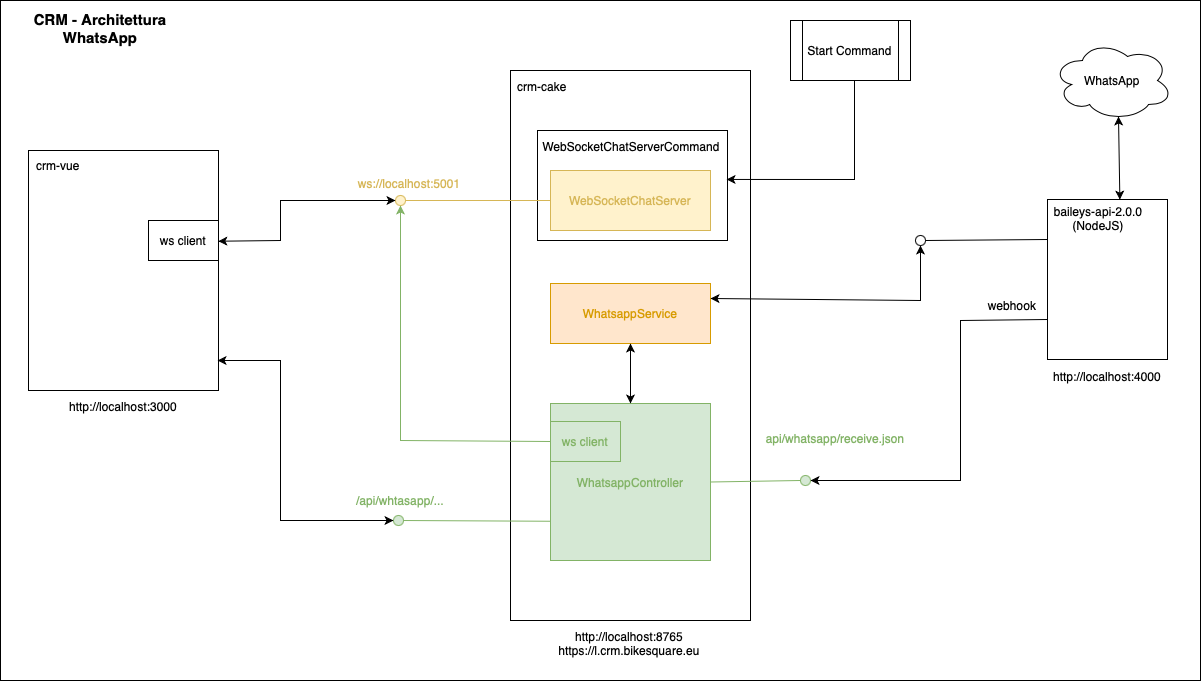 CRM - Architettura
WhatsApp
Start Command
WhatsApp
crm-cake
WebSocketChatServerCommand
WebSocketChatServer
crm-vue
ws://localhost:5001
ws client
baileys-api-2.0.0
(NodeJS)
webhook
WhatsappService
http://localhost:4000
http://localhost:3000
ws client
api/whatsapp/receive.json
WhatsappController
/api/whtasapp/...
http://localhost:8765
https://l.crm.bikesquare.eu